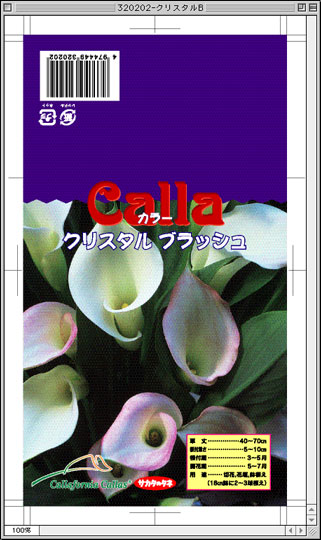 320202-クリスタルB
4 974449 320202
Calla
カラー
クリスタル ブラッシュ
草 丈 40〜70㎝
植付深さ 5〜10㎝
植付期 3〜5月
開花期 5〜7月
用 途 切花,花壇,鉢植え
(18㎝鉢に2〜3球植え)
California Callas
サカタのタネ
100%